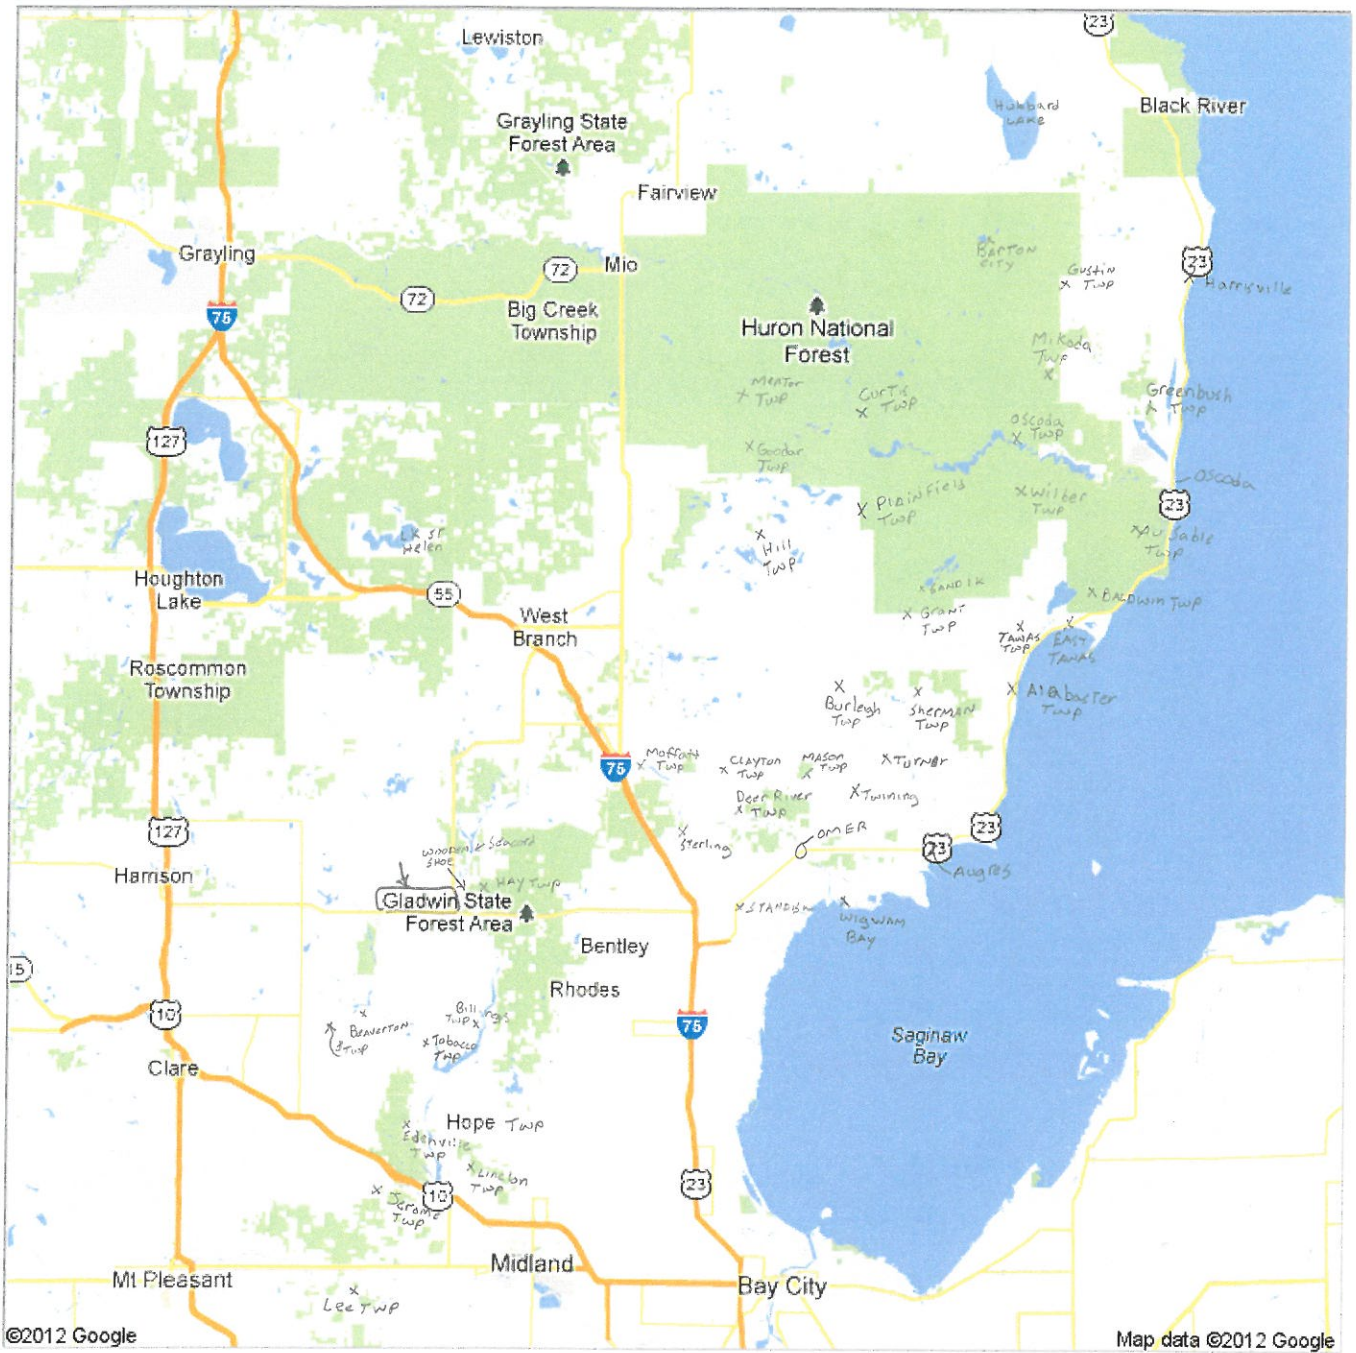 23
Lewiston
Black River
Hubbard
LAKE
Grayling State
Forest Area
Fairview
Grayling
72
Mio
BARTON
CITY
Gustin
TWP
23
Harrisville
72
Big Creek
Township
75
Huron National
Forest
Mikoda
TWP
Mentor
TWP
Curtis
TWP
Greenbush
TWP
127
Oscoda
TWP
Goodar
TWP
Oscoda
PlainField
TWP
Wilber
TWP
23
LK St
Helen
Hill
TWP
Au Sable
TWP
Houghton
Lake
55
Grant
TWP
BALDWIN TWP
West
Branch
TAWAS
TWP
EAST
TAWAS
Roscommon
Township
Burleigh
TWP
Sherman
TWP
Alabaster
TWP
75
Moffatt
TWP
CLAYTON
TWP
MASON
TWP
TURNER
Deer River
TWP
Twining
127
Sterling
OMER
23
23
Augres
WOODEN & Secord
SHOE
Harrison
HAY TWP
Gladwin State
Forest Area
STANDISH
WIGWAM
BAY
Bentley
15
Rhodes
10
Billings
TWP
75
BEAVERTON
& TWP
Tobacco
TWP
Saginaw
Bay
Clare
Hope TWP
Edenville
TWP
Lincoln
TWP
10
23
Jerome
TWP
Midland
Mt Pleasant
Bay City
Lee TWP
©2012 Google
Map data ©2012 Google